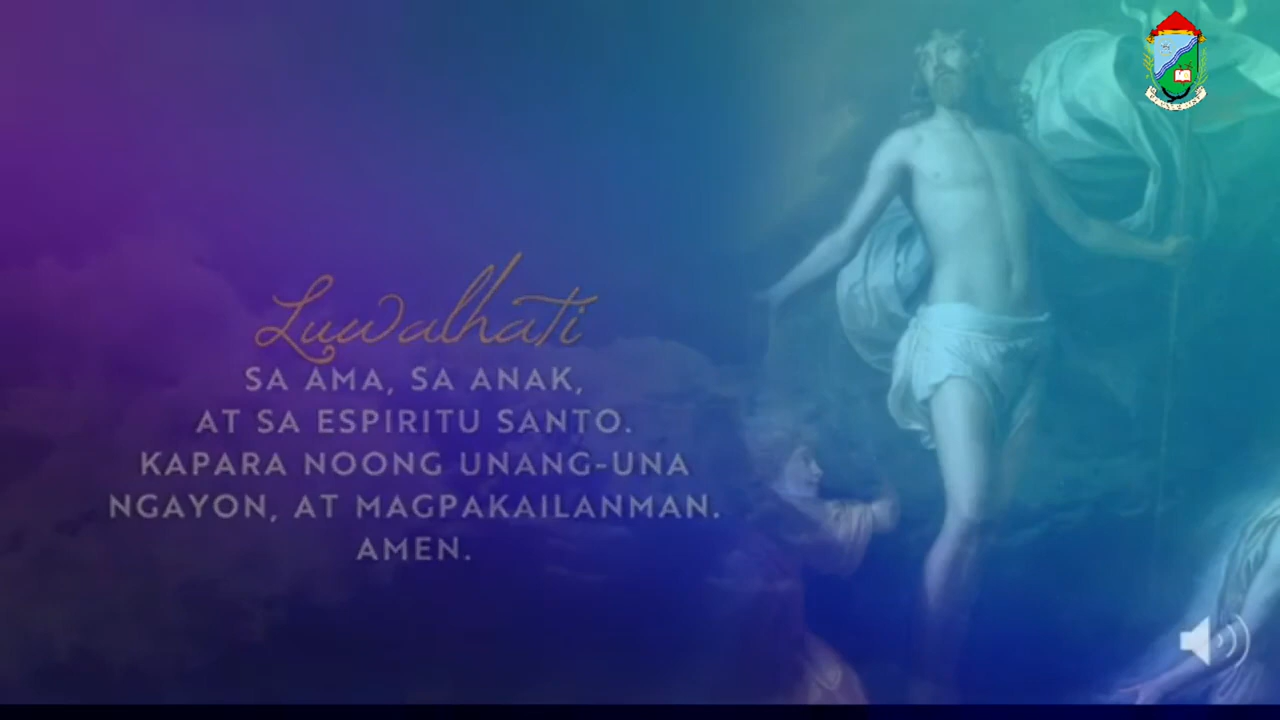 Luwalhati
SA AMA, SA ANAK,
AT SA ESPIRITU SANTO.
KAPARA NOONG UNANG-UNA
NGAYON, AT MAGPAKAILANMAN.
AMEN.